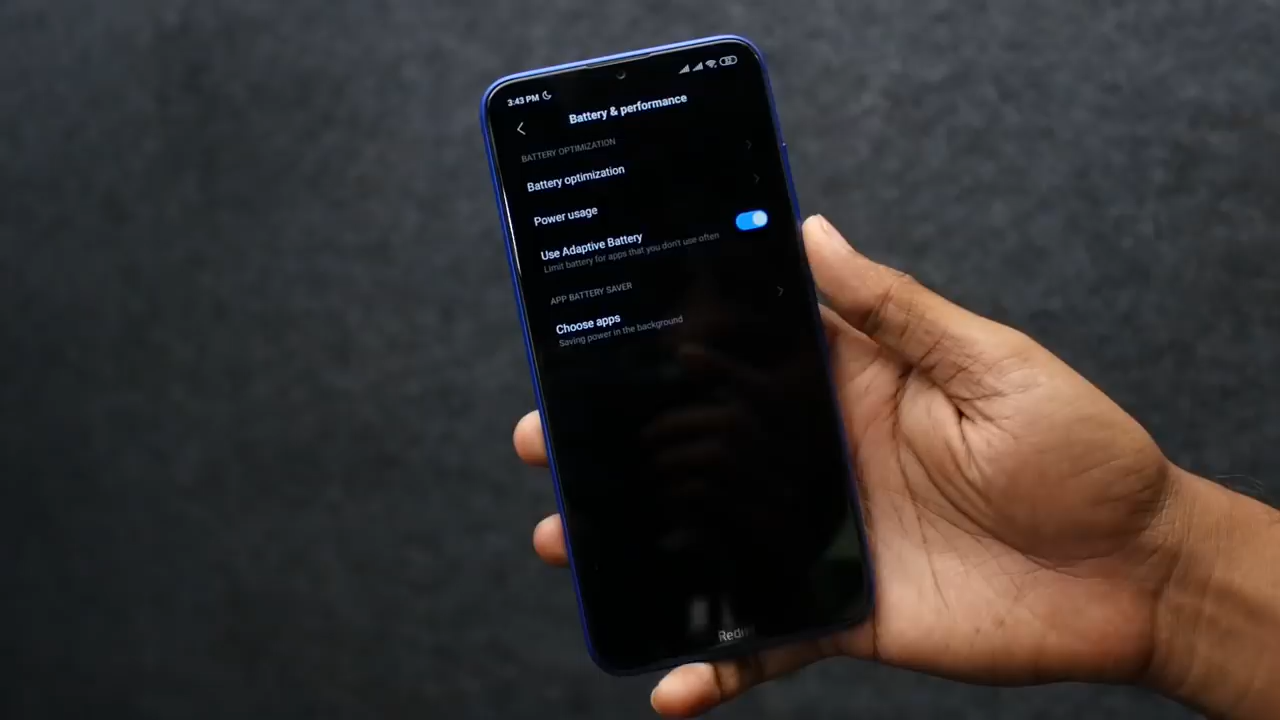 3:43 PM
Battery & performance
BATTERY OPTIMIZATION
Battery optimization
Power usage
Use Adaptive Battery
Limit battery for apps that you don't use often
APP BATTERY SAVER
Choose apps
Saving power in the background
Redmi